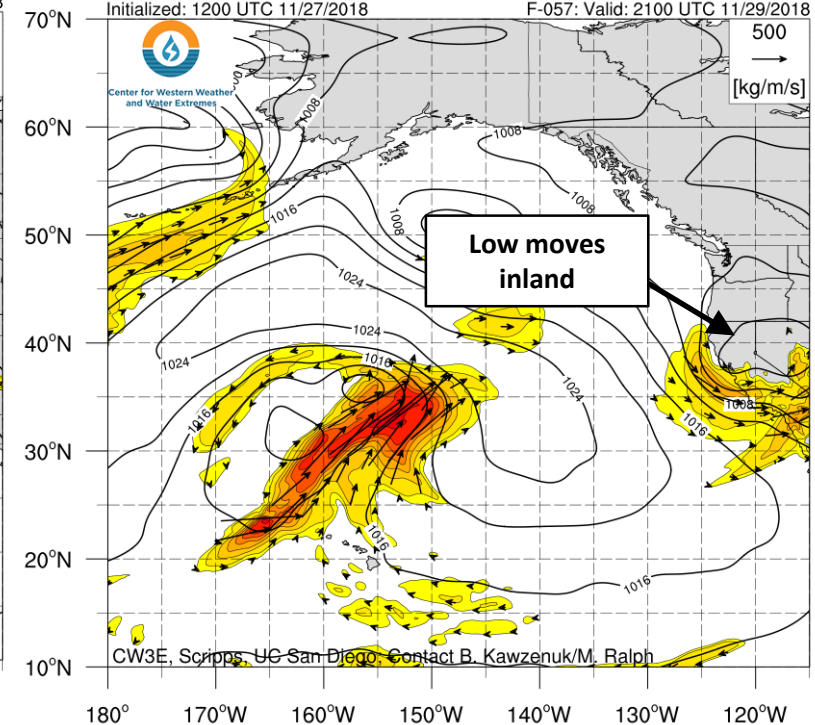 Initialized: 1200 UTC 11/27/2018 F-057: Valid: 2100 UTC 11/29/2018
70°N
500
[kg/m/s]
Center for Western Weather
and Water Extremes
1008
60°N
1008
1008
1016
1008
50°N
Low moves
inland
1024
1024
40°N
1024
1016
1024
1016
1008
1016
30°N
1016
20°N
1016
10°N
CW3E, Scripps, UC San Diego, Contact B. Kawzenuk/M. Ralph
180° 170°W 160°W 150°W 140°W 130°W 120°W